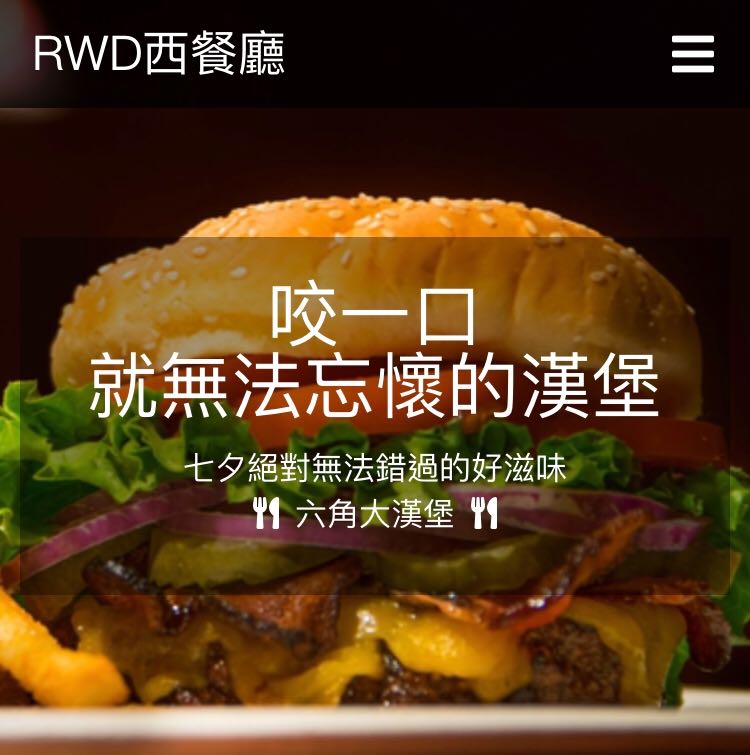 RWD西餐廳
咬一口
就無法忘懷的漢堡
七夕絕對無法錯過的好滋味
六角大漢堡